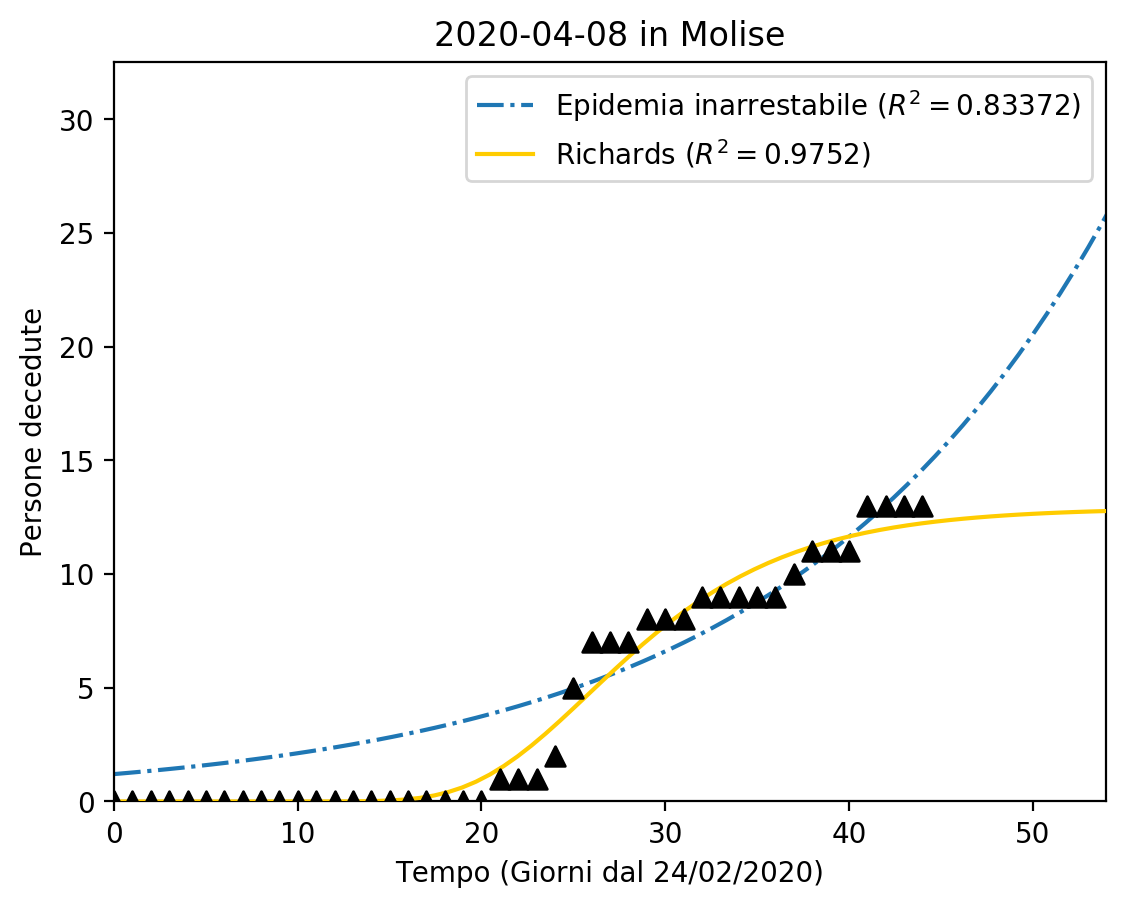 2020-04-08 in Molise
Epidemia inarrestabile (R² = 0.83372)
Richards (R² = 0.9752)
Persone decedute
30
25
20
15
10
5
0
0 10 20 30 40 50
Tempo (Giorni dal 24/02/2020)